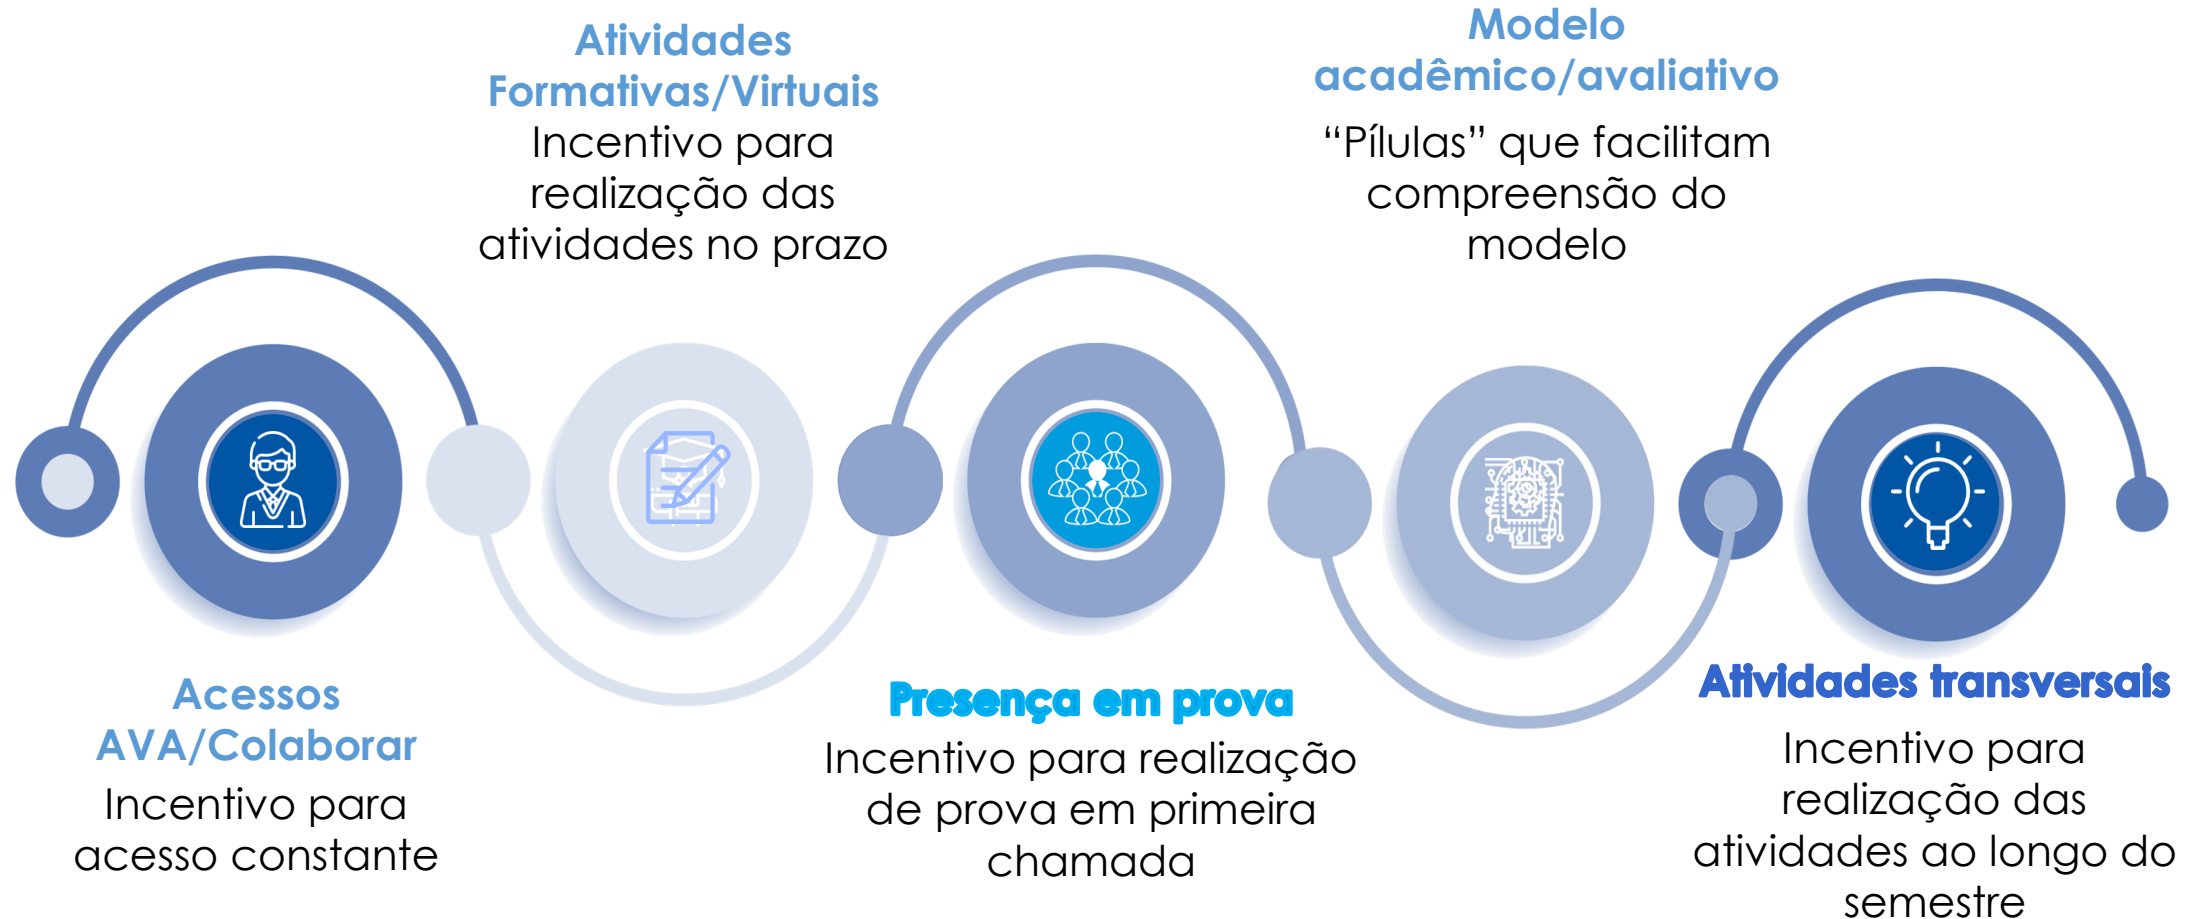 Atividades
Formativas/Virtuais
Incentivo para
realização das
atividades no prazo
Modelo
acadêmico/avaliativo
“Pílulas” que facilitam
compreensão do
modelo
Acessos
AVA/Colaborar
Incentivo para
acesso constante
Presença em prova
Incentivo para realização
de prova em primeira
chamada
Atividades transversais
Incentivo para
realização das
atividades ao longo do
semestre